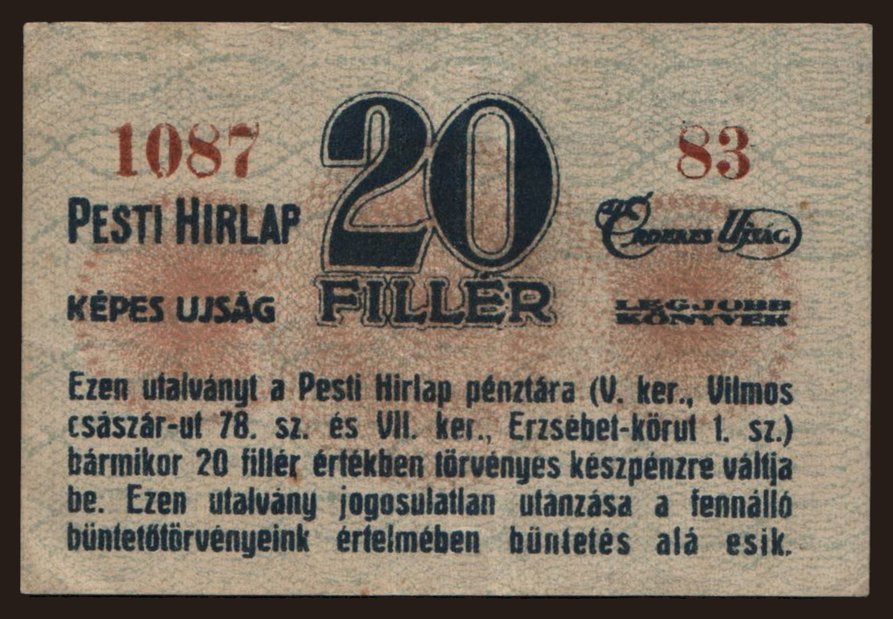 1087 20 83
PESTI HIRLAP Az Érdekes Ujság
KÉPES UJSÁG FILLÉR LEGJOBB
KÖNYVEK
Ezen utalványt a Pesti Hirlap pénztára (V. ker., Vilmos
császár-ut 78. sz. és VII. ker., Erzsébet-körut 1. sz.)
bármikor 20 fillér értékben törvényes készpénzre váltja
be. Ezen utalvány jogosulatlan utánzása a fennálló
büntetőtörvényeink értelmében büntetés alá esik.